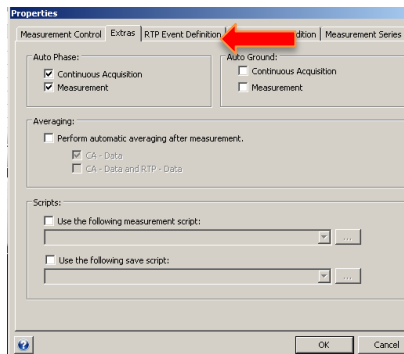 Properties
Measurement Control Extras RTP Event Definition dition Measurement Series
Auto Phase:
Continuous Acquisition
Measurement
Auto Ground:
Continuous Acquisition
Measurement
Averaging:
Perform automatic averaging after measurement.
CA - Data
CA - Data and RTP - Data
Scripts:
Use the following measurement script:
...
Use the following save script:
...
? OK Cancel